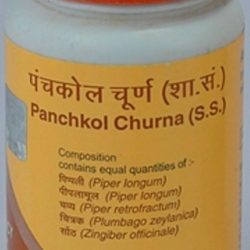 पंचकोल चूर्ण (शा.सं.)
Panchkol Churna (S.S.)
Composition
contains equal quantities of :-
पिप्पली (Piper longum)
पीपलामूल (Piper longum)
चव्य (Piper retrofractum)
चित्रक (Plumbago zeylanica)
सोंठ (Zingiber officinale)